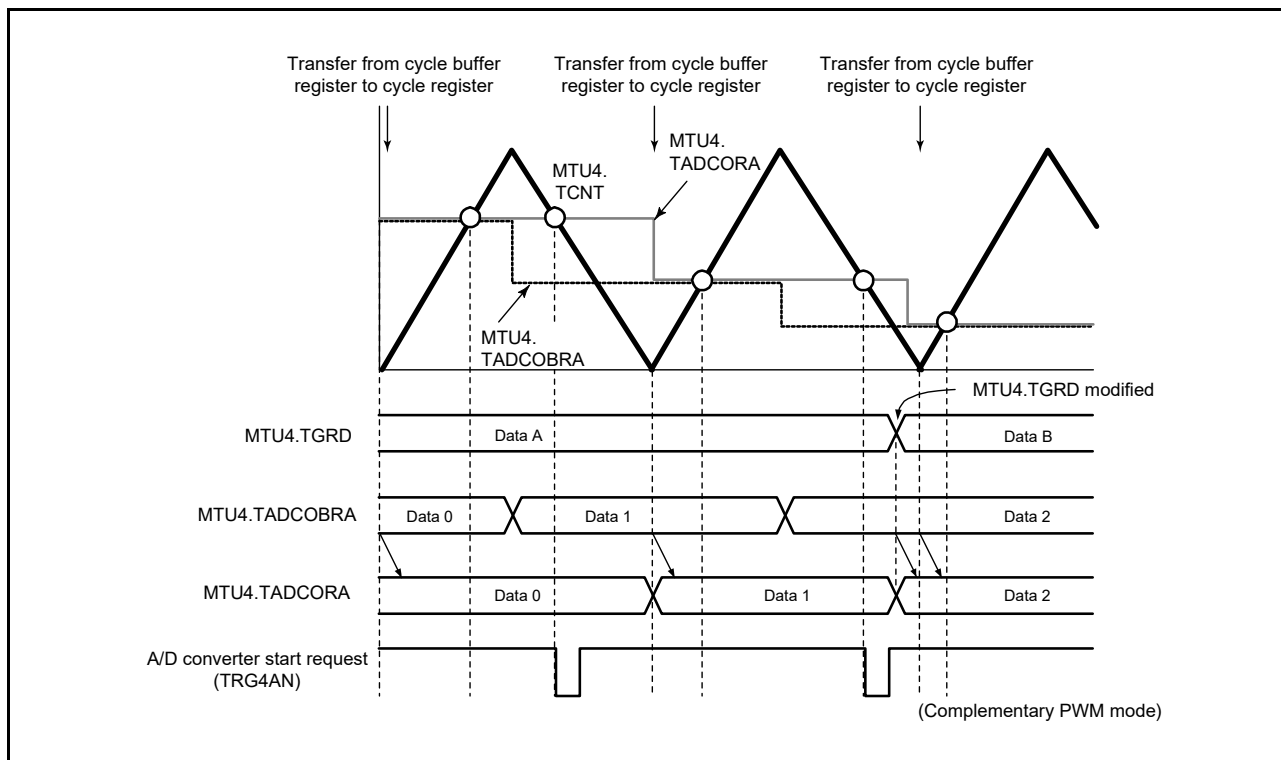 Transfer from cycle buffer
register to cycle register
Transfer from cycle buffer
register to cycle register
Transfer from cycle buffer
register to cycle register
MTU4.
TADCORA
MTU4.
TCNT
MTU4.
TADCOBRA
MTU4.TGRD modified
MTU4.TGRD
Data A
Data B
MTU4.TADCOBRA
Data 0
Data 1
Data 2
MTU4.TADCORA
Data 0
Data 1
Data 2
A/D converter start request
(TRG4AN)
(Complementary PWM mode)